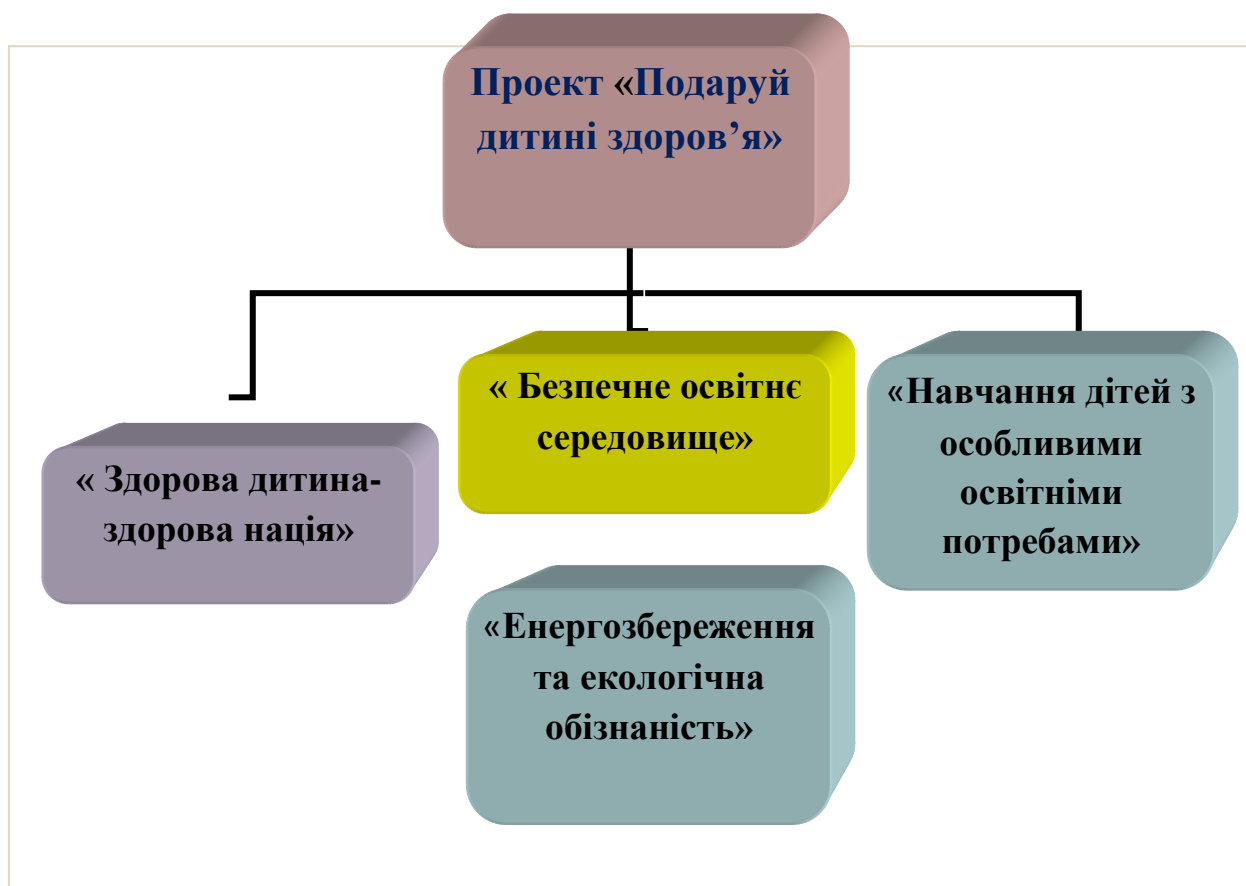 Проект «Подаруй
дитині здоров’я»
« Здорова дитина-
здорова нація»
« Безпечне освітнє
середовище»
«Навчання дітей з
особливими
освітніми
потребами»
«Енергозбереження
та екологічна
обізнаність»